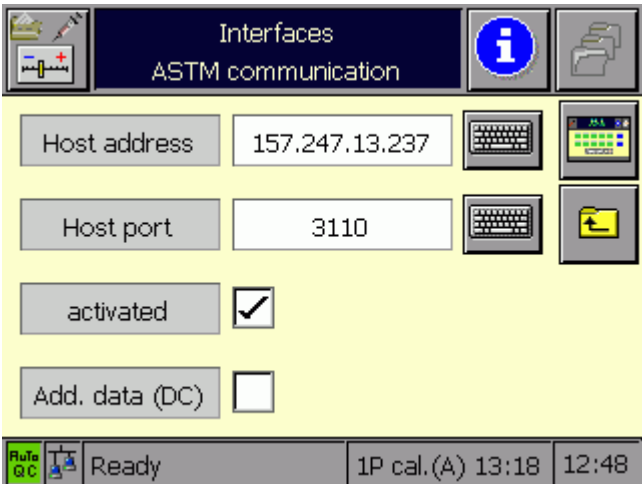 Interfaces
ASTM communication
Host address
157.247.13.237
Host port
3110
activated
Add. data (DC)
AuTo
QC
Ready
1P cal.(A) 13:18
12:48